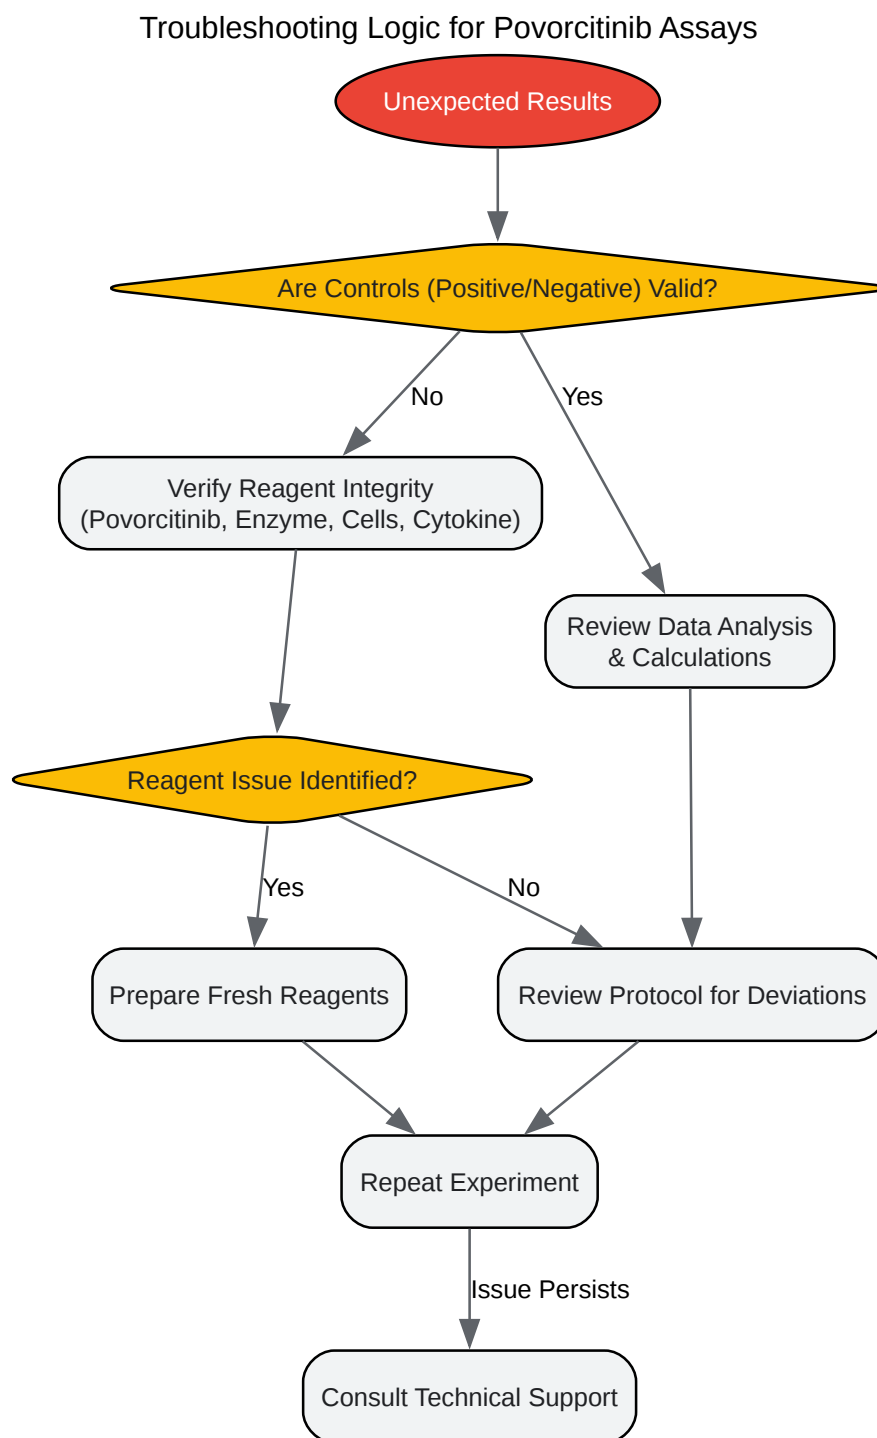 Troubleshooting Logic for Povorcitinib Assays
Unexpected Results
Are Controls (Positive/Negative) Valid?
No
Yes
Verify Reagent Integrity
(Povorcitinib, Enzyme, Cells, Cytokine)
Review Data Analysis
& Calculations
Reagent Issue Identified?
Yes
No
Prepare Fresh Reagents
Review Protocol for Deviations
Repeat Experiment
Issue Persists
Consult Technical Support